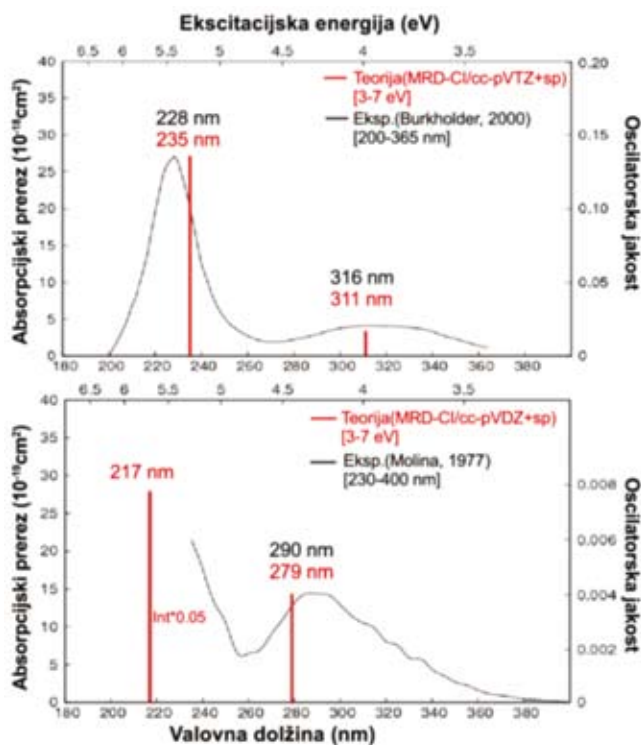 Ekscitacijska energija (eV)
6.5 6 5.5 5 4.5 4 3.5
Absorpcijski prerez (10⁻¹⁹cm²)
40
35
30
25
20
15
10
5
0
Teorija(MRD-CI/cc-pVTZ+sp)
[3-7 eV]
Eksp.(Burkholder, 2000)
[200-365 nm]
228 nm
235 nm
316 nm
311 nm
0.20
0.15
0.10
0.05
0
Oscilatorska jakost
180 200 220 240 260 280 300 320 340 360 380
6.5 6 5.5 5 4.5 4 3.5
Absorpcijski prerez (10⁻¹⁹cm²)
40
35
30
25
20
15
10
5
0
Teorija(MRD-CI/cc-pVDZ+sp)
[3-7 eV]
Eksp.(Molina, 1977)
[230-400 nm]
217 nm
290 nm
279 nm
Int*0.05
0.008
0.006
0.004
0.002
0
Oscilatorska jakost
180 200 220 240 260 280 300 320 340 360 380
Valovna dolžina (nm)